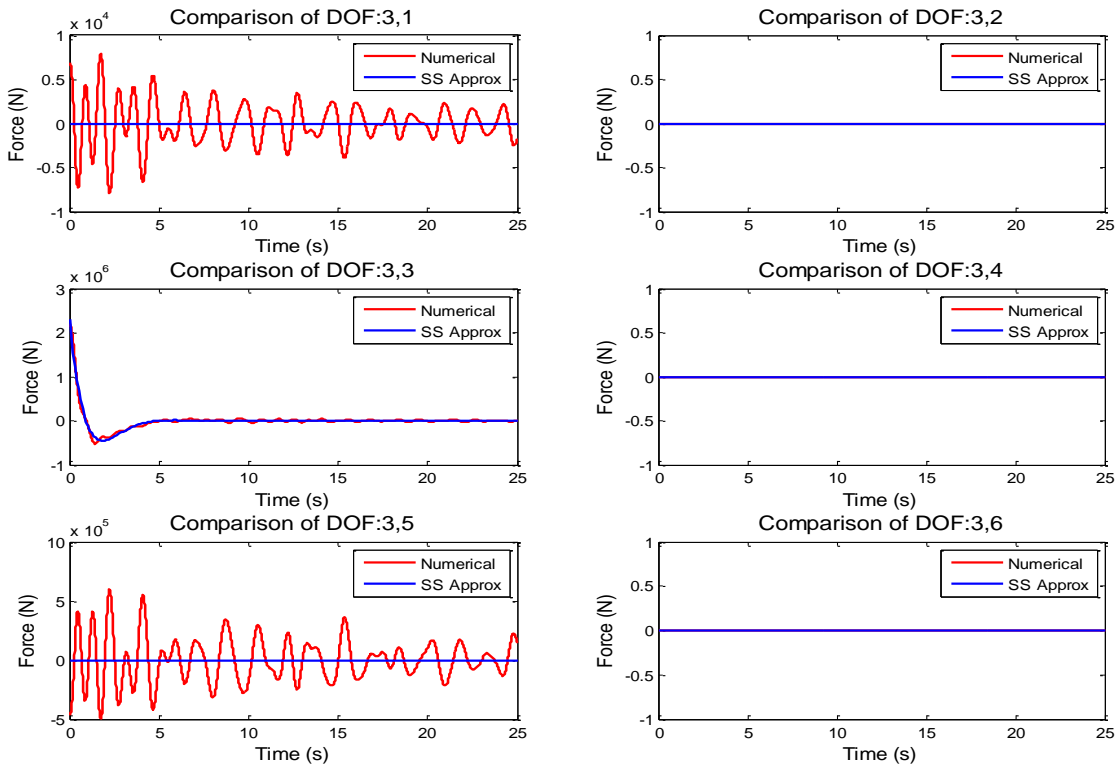 Comparison of DOF:3,1
x 10^4
Force (N)
1
0.5
0
-0.5
-1
Numerical
SS Approx
0 5 10 15 20 25
Time (s)
Comparison of DOF:3,2
Force (N)
1
0.5
0
-0.5
-1
Numerical
SS Approx
0 5 10 15 20 25
Time (s)
Comparison of DOF:3,3
x 10^6
Force (N)
3
2
1
0
-1
Numerical
SS Approx
0 5 10 15 20 25
Time (s)
Comparison of DOF:3,4
Force (N)
1
0.5
0
-0.5
-1
Numerical
SS Approx
0 5 10 15 20 25
Time (s)
Comparison of DOF:3,5
x 10^5
Force (N)
10
5
0
-5
Numerical
SS Approx
0 5 10 15 20 25
Time (s)
Comparison of DOF:3,6
Force (N)
1
0.5
0
-0.5
-1
Numerical
SS Approx
0 5 10 15 20 25
Time (s)